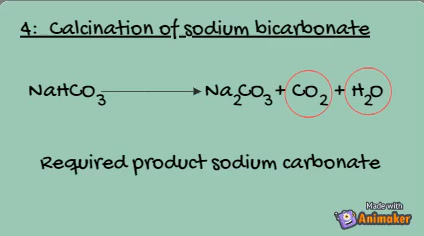 4: Calcination of sodium bicarbonate
NaHCO3 → Na2CO3 + CO2 + H2O
Required product sodium carbonate
Made with
Animaker